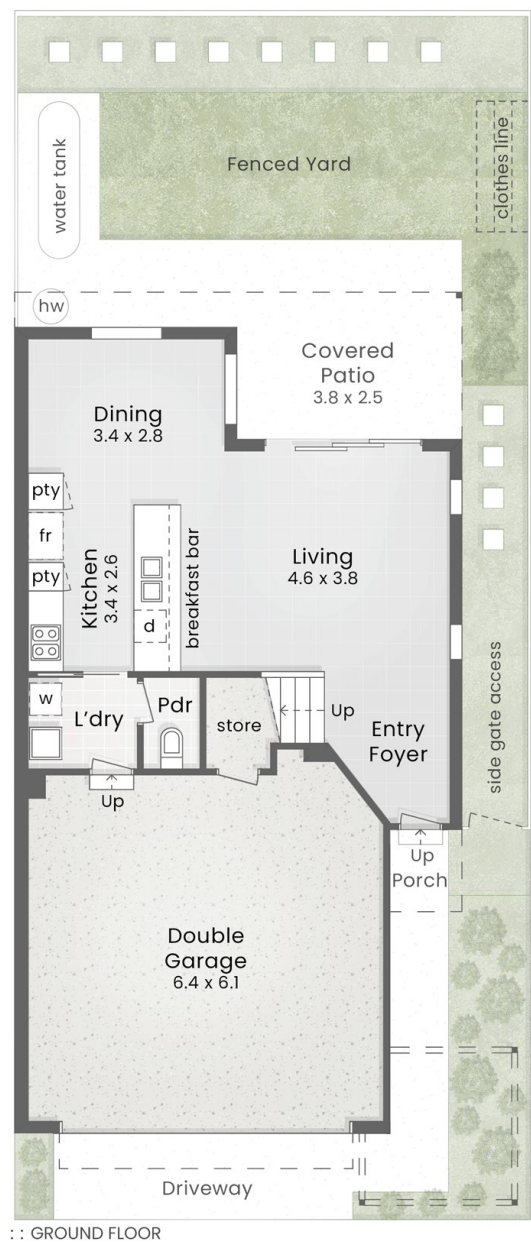 water tank
Fenced Yard
clothes line
hw
Covered
Patio
3.8 x 2.5
Dining
3.4 x 2.8
pty
fr
pty
Kitchen
3.4 x 2.6
breakfast bar
d
Living
4.6 x 3.8
w
L'dry
Pdr
store
Up
Entry
Foyer
side gate access
Up
Up
Porch
Double
Garage
6.4 x 6.1
Driveway
:: GROUND FLOOR